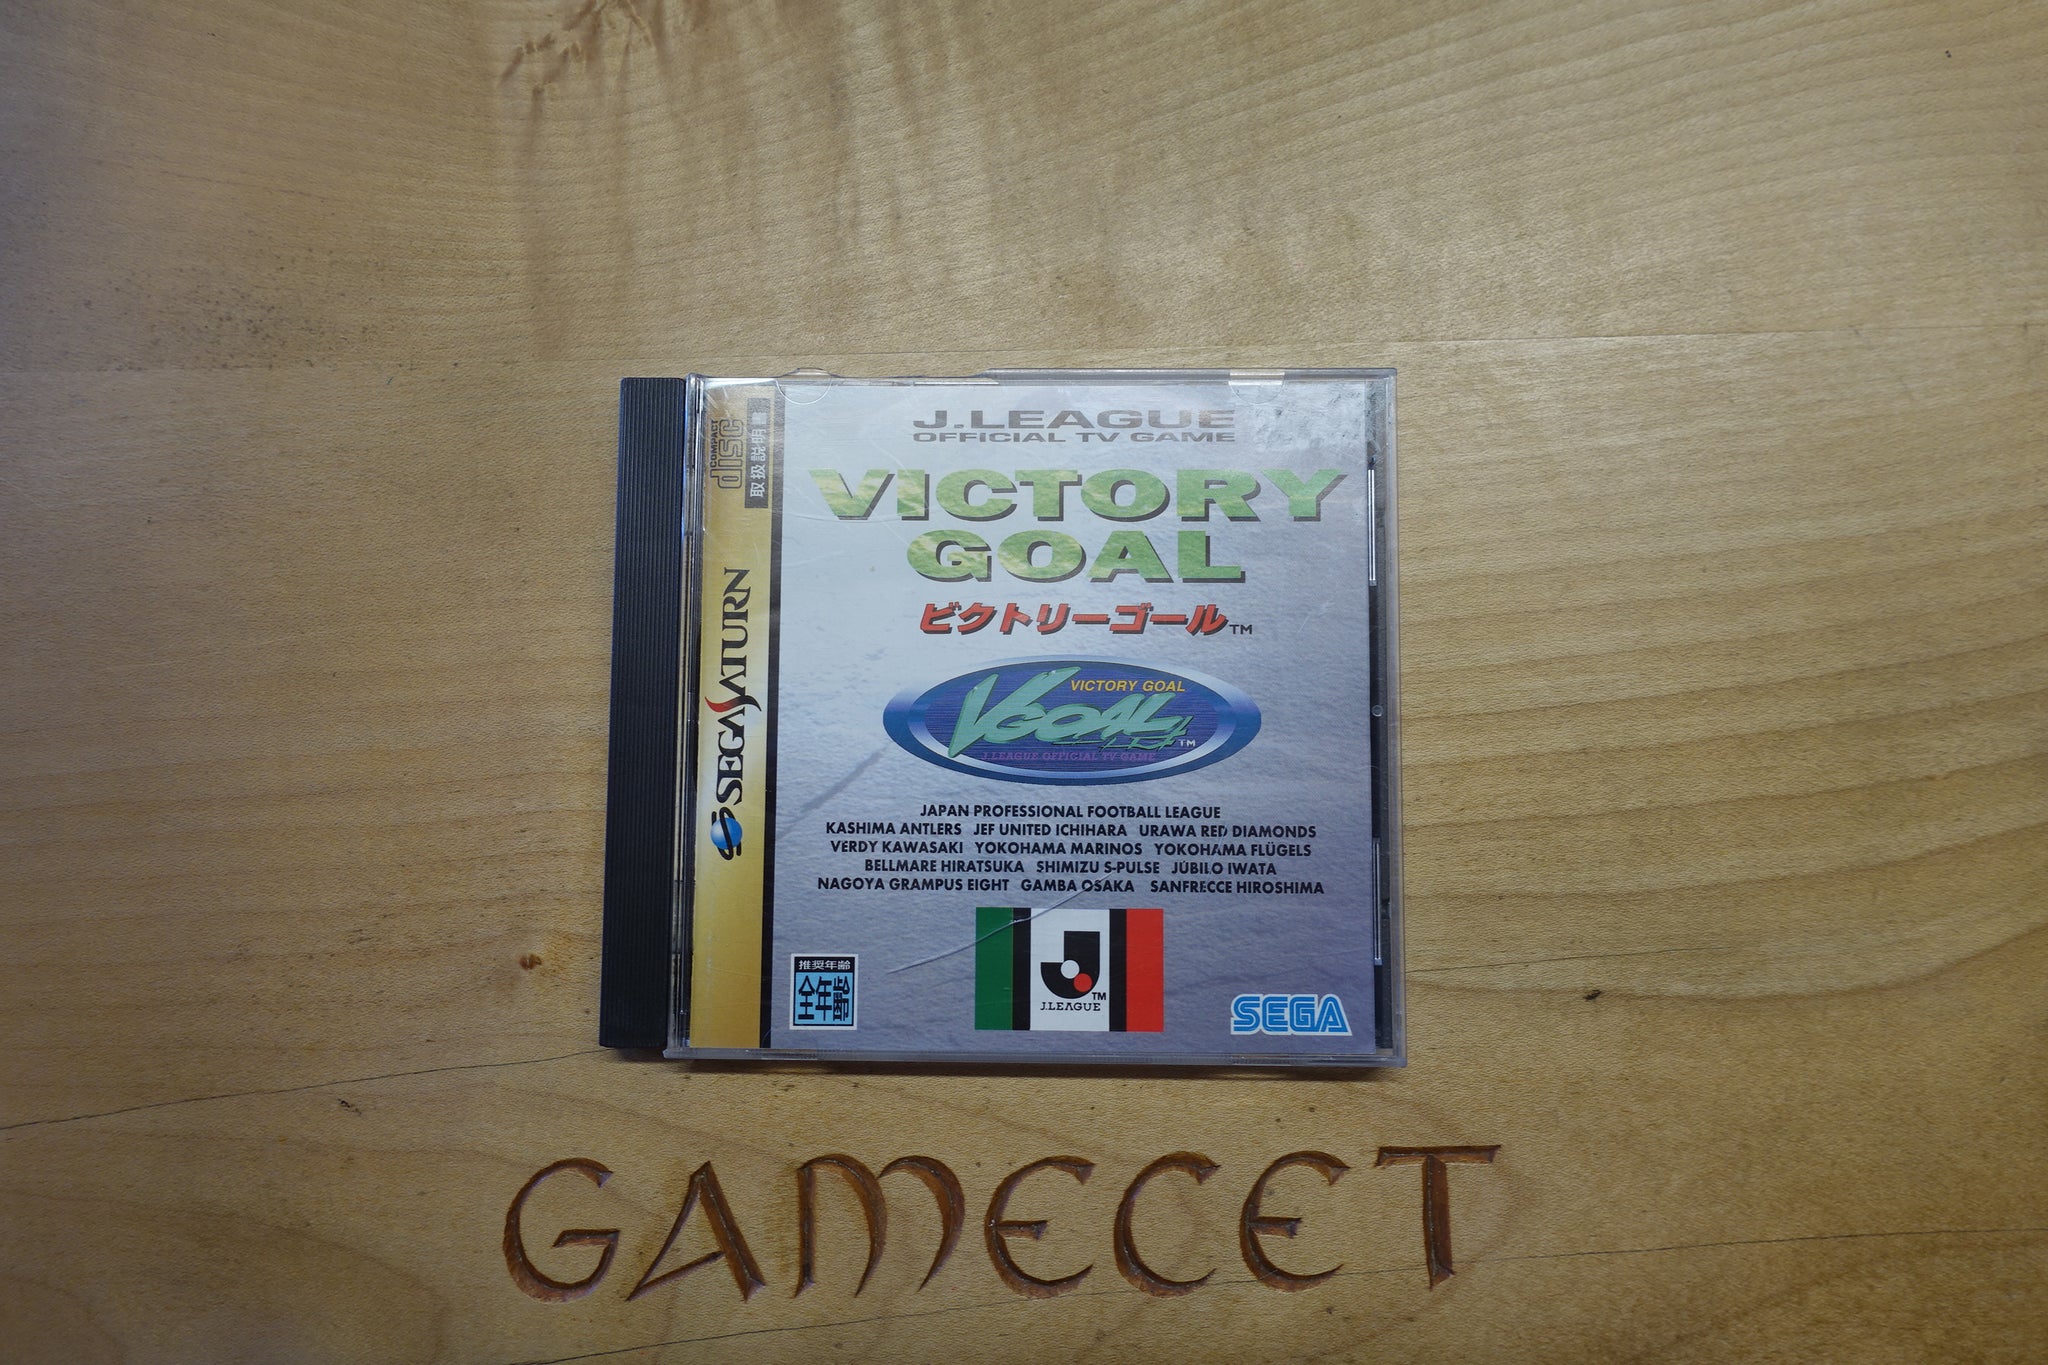 COMPACT
disc
取扱説明書
SEGA SATURN
J.LEAGUE
OFFICIAL TV GAME
VICTORY
GOAL
ビクトリーゴール™
VICTORY GOAL
VGOAL
™
J.LEAGUE OFFICIAL TV GAME
JAPAN PROFESSIONAL FOOTBALL LEAGUE
KASHIMA ANTLERS JEF UNITED ICHIHARA URAWA RED DIAMONDS
VERDY KAWASAKI YOKOHAMA MARINOS YOKOHAMA FLÜGELS
BELLMARE HIRATSUKA SHIMIZU S-PULSE JÚBILO IWATA
NAGOYA GRAMPUS EIGHT GAMBA OSAKA SANFRECCE HIROSHIMA
推奨年齢
全年齢
J™
J.LEAGUE
SEGA
GAMECET